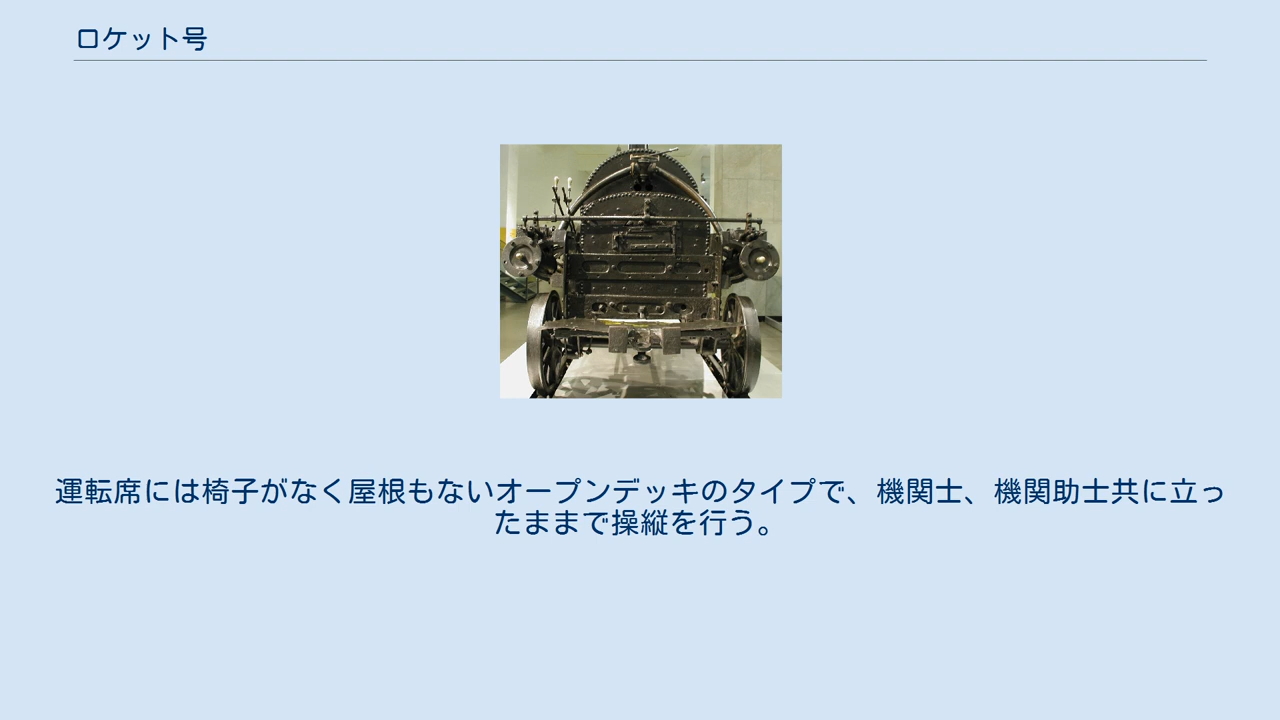 ロケット号
運転席には椅子がなく屋根もないオープンデッキのタイプで、機関士、機関助士共に立っ
たままで操縦を行う。